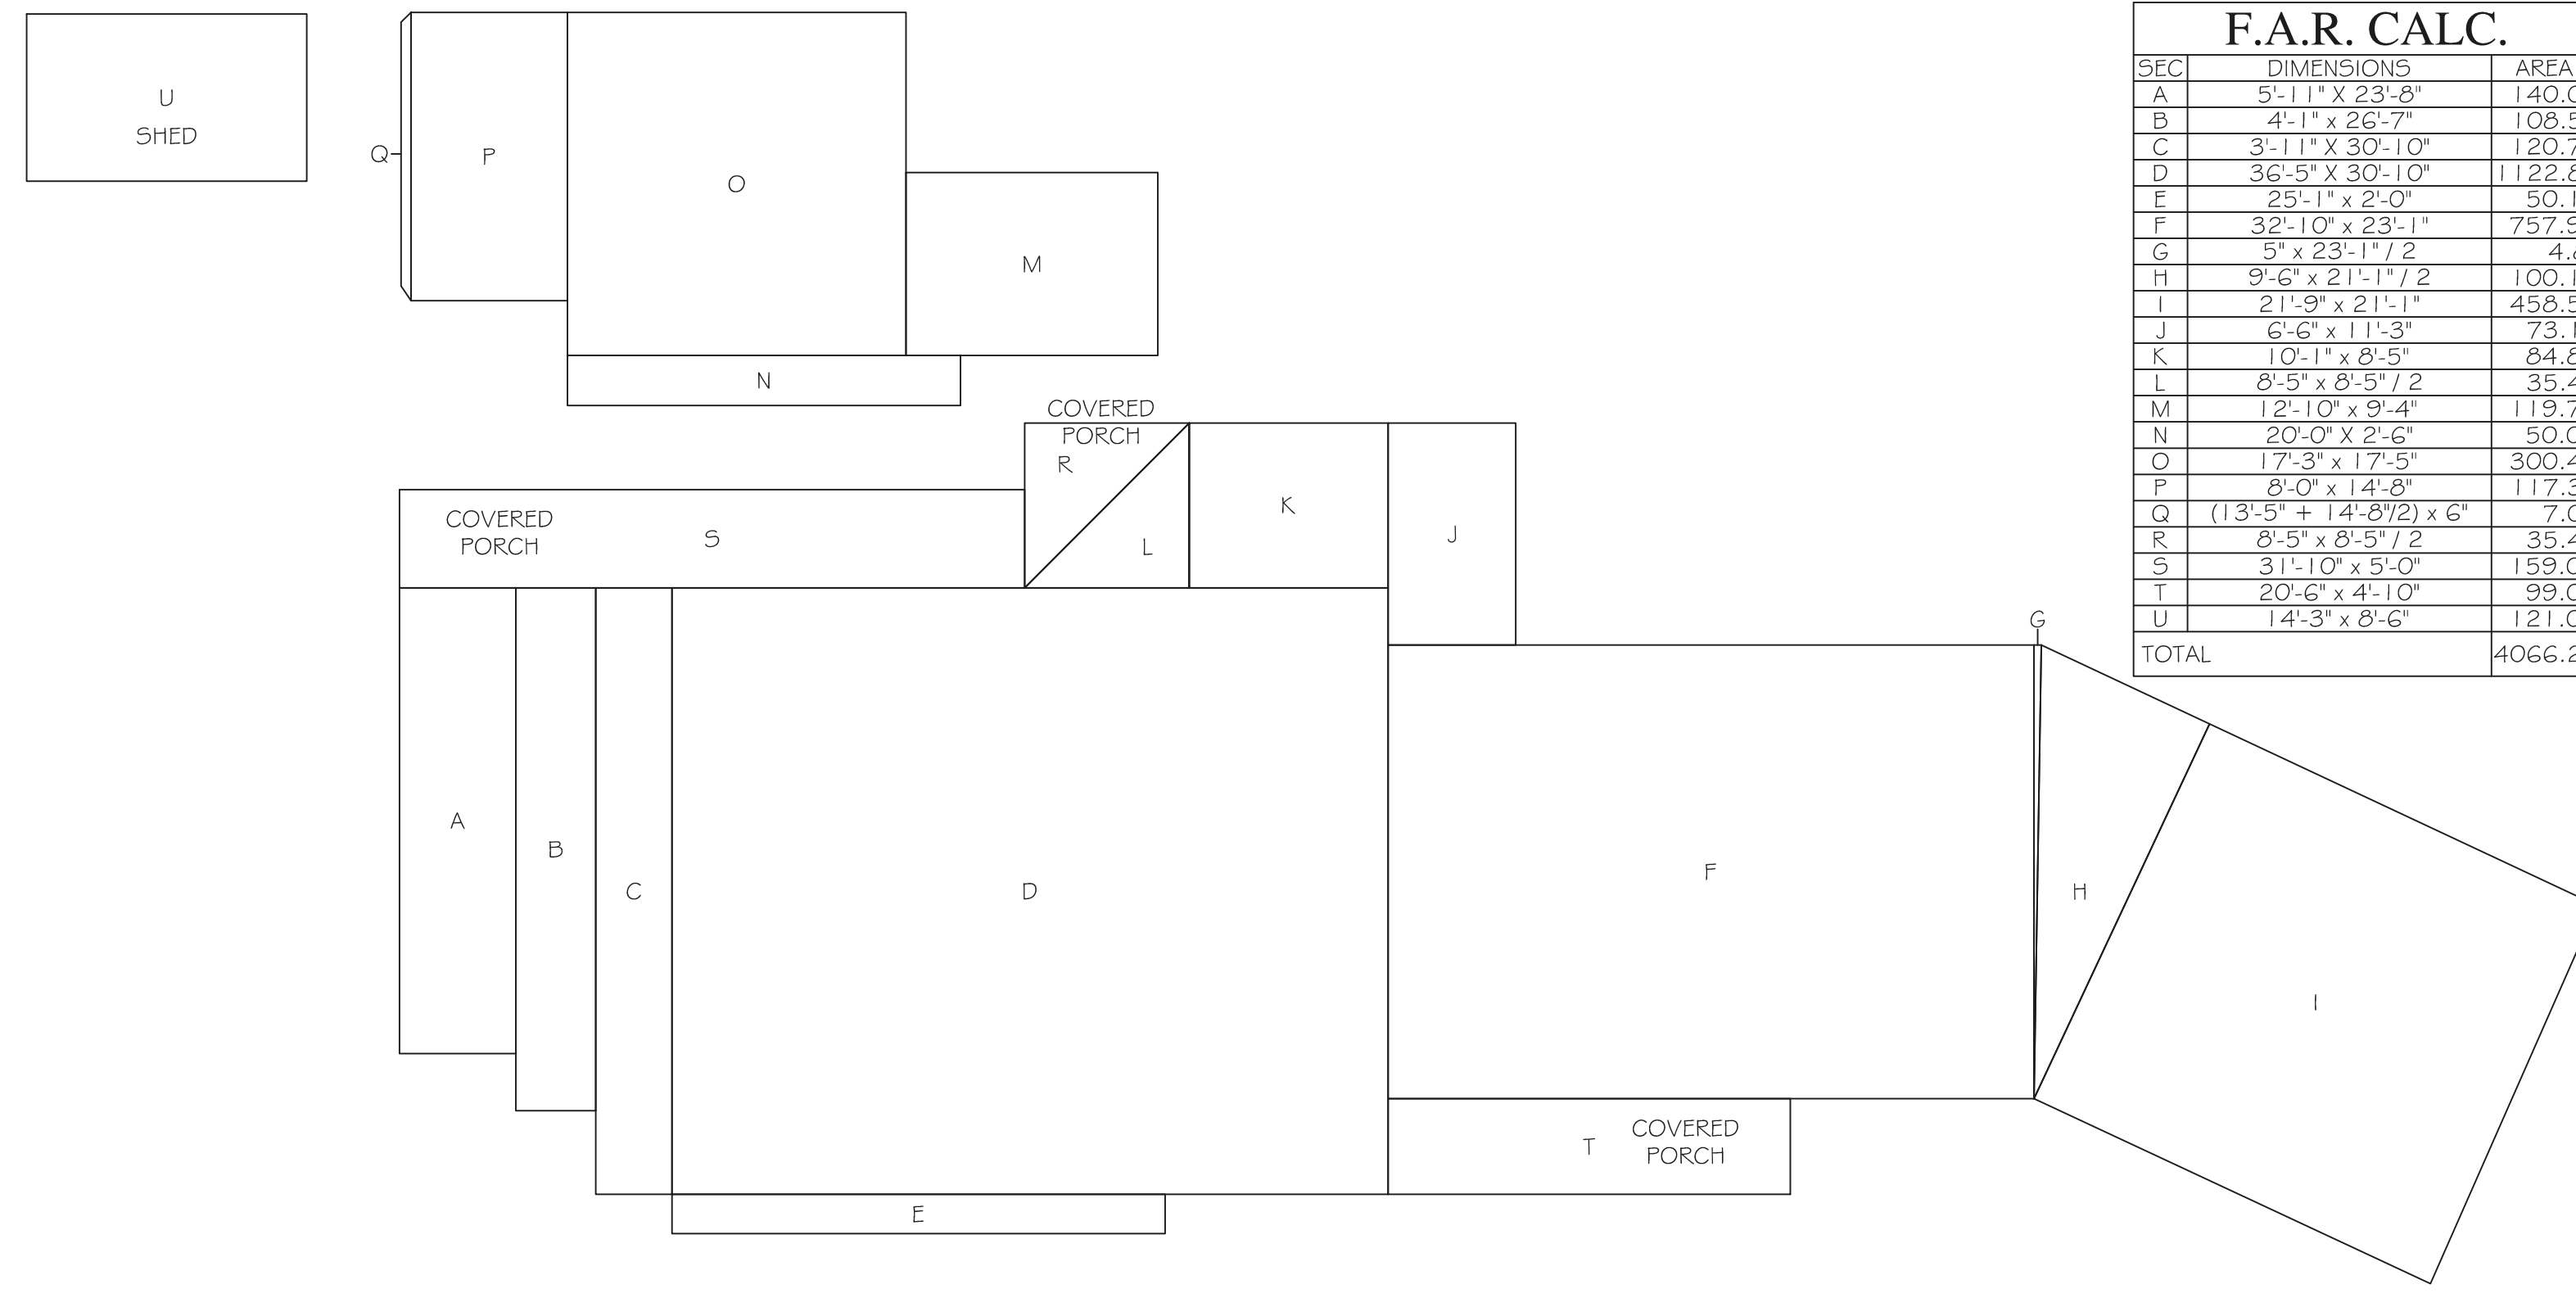 U
SHED
Q
P
O
M
N
COVERED
PORCH
R
L
K
J
COVERED
PORCH
S
A
B
C
D
E
F
G
H
I
T
COVERED
PORCH
F.A.R. CALC.
SEC DIMENSIONS AREA
A 5'-11" X 23'-8" 140.0
B 4'-1" x 26'-7" 108.5
C 3'-11" X 30'-10" 120.7
D 36'-5" X 30'-10" 1122.8
E 25'-1" x 2'-0" 50.1
F 32'-10" x 23'-1" 757.9
G 5" x 23'-1" / 2 4.
H 9'-6" x 21'-1" / 2 100.1
I 21'-9" x 21'-1" 458.5
J 6'-6" x 11'-3" 73.1
K 10'-1" x 8'-5" 84.8
L 8'-5" x 8'-5" / 2 35.4
M 12'-10" x 9'-4" 119.7
N 20'-0" X 2'-6" 50.0
O 17'-3" x 17'-5" 300.4
P 8'-0" x 14'-8" 117.3
Q (13'-5" + 14'-8"/2) x 6" 7.0
R 8'-5" x 8'-5" / 2 35.4
S 31'-10" x 5'-0" 159.0
T 20'-6" x 4'-10" 99.0
U 14'-3" x 8'-6" 121.0
TOTAL 4066.2